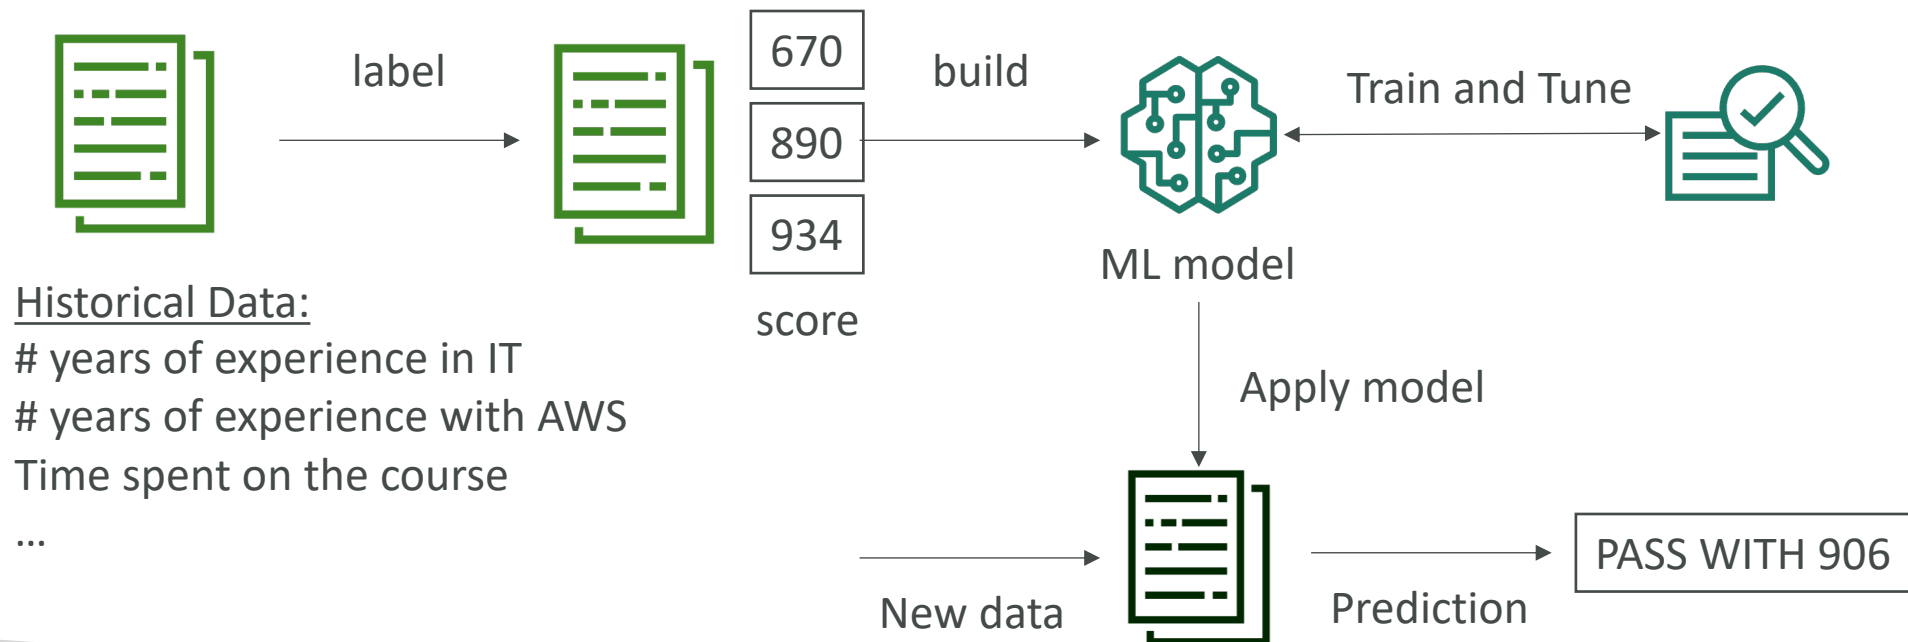 label
670
890
934
score
build
Train and Tune
ML model
Historical Data:
# years of experience in IT
# years of experience with AWS
Time spent on the course
...
Apply model
New data
Prediction
PASS WITH 906